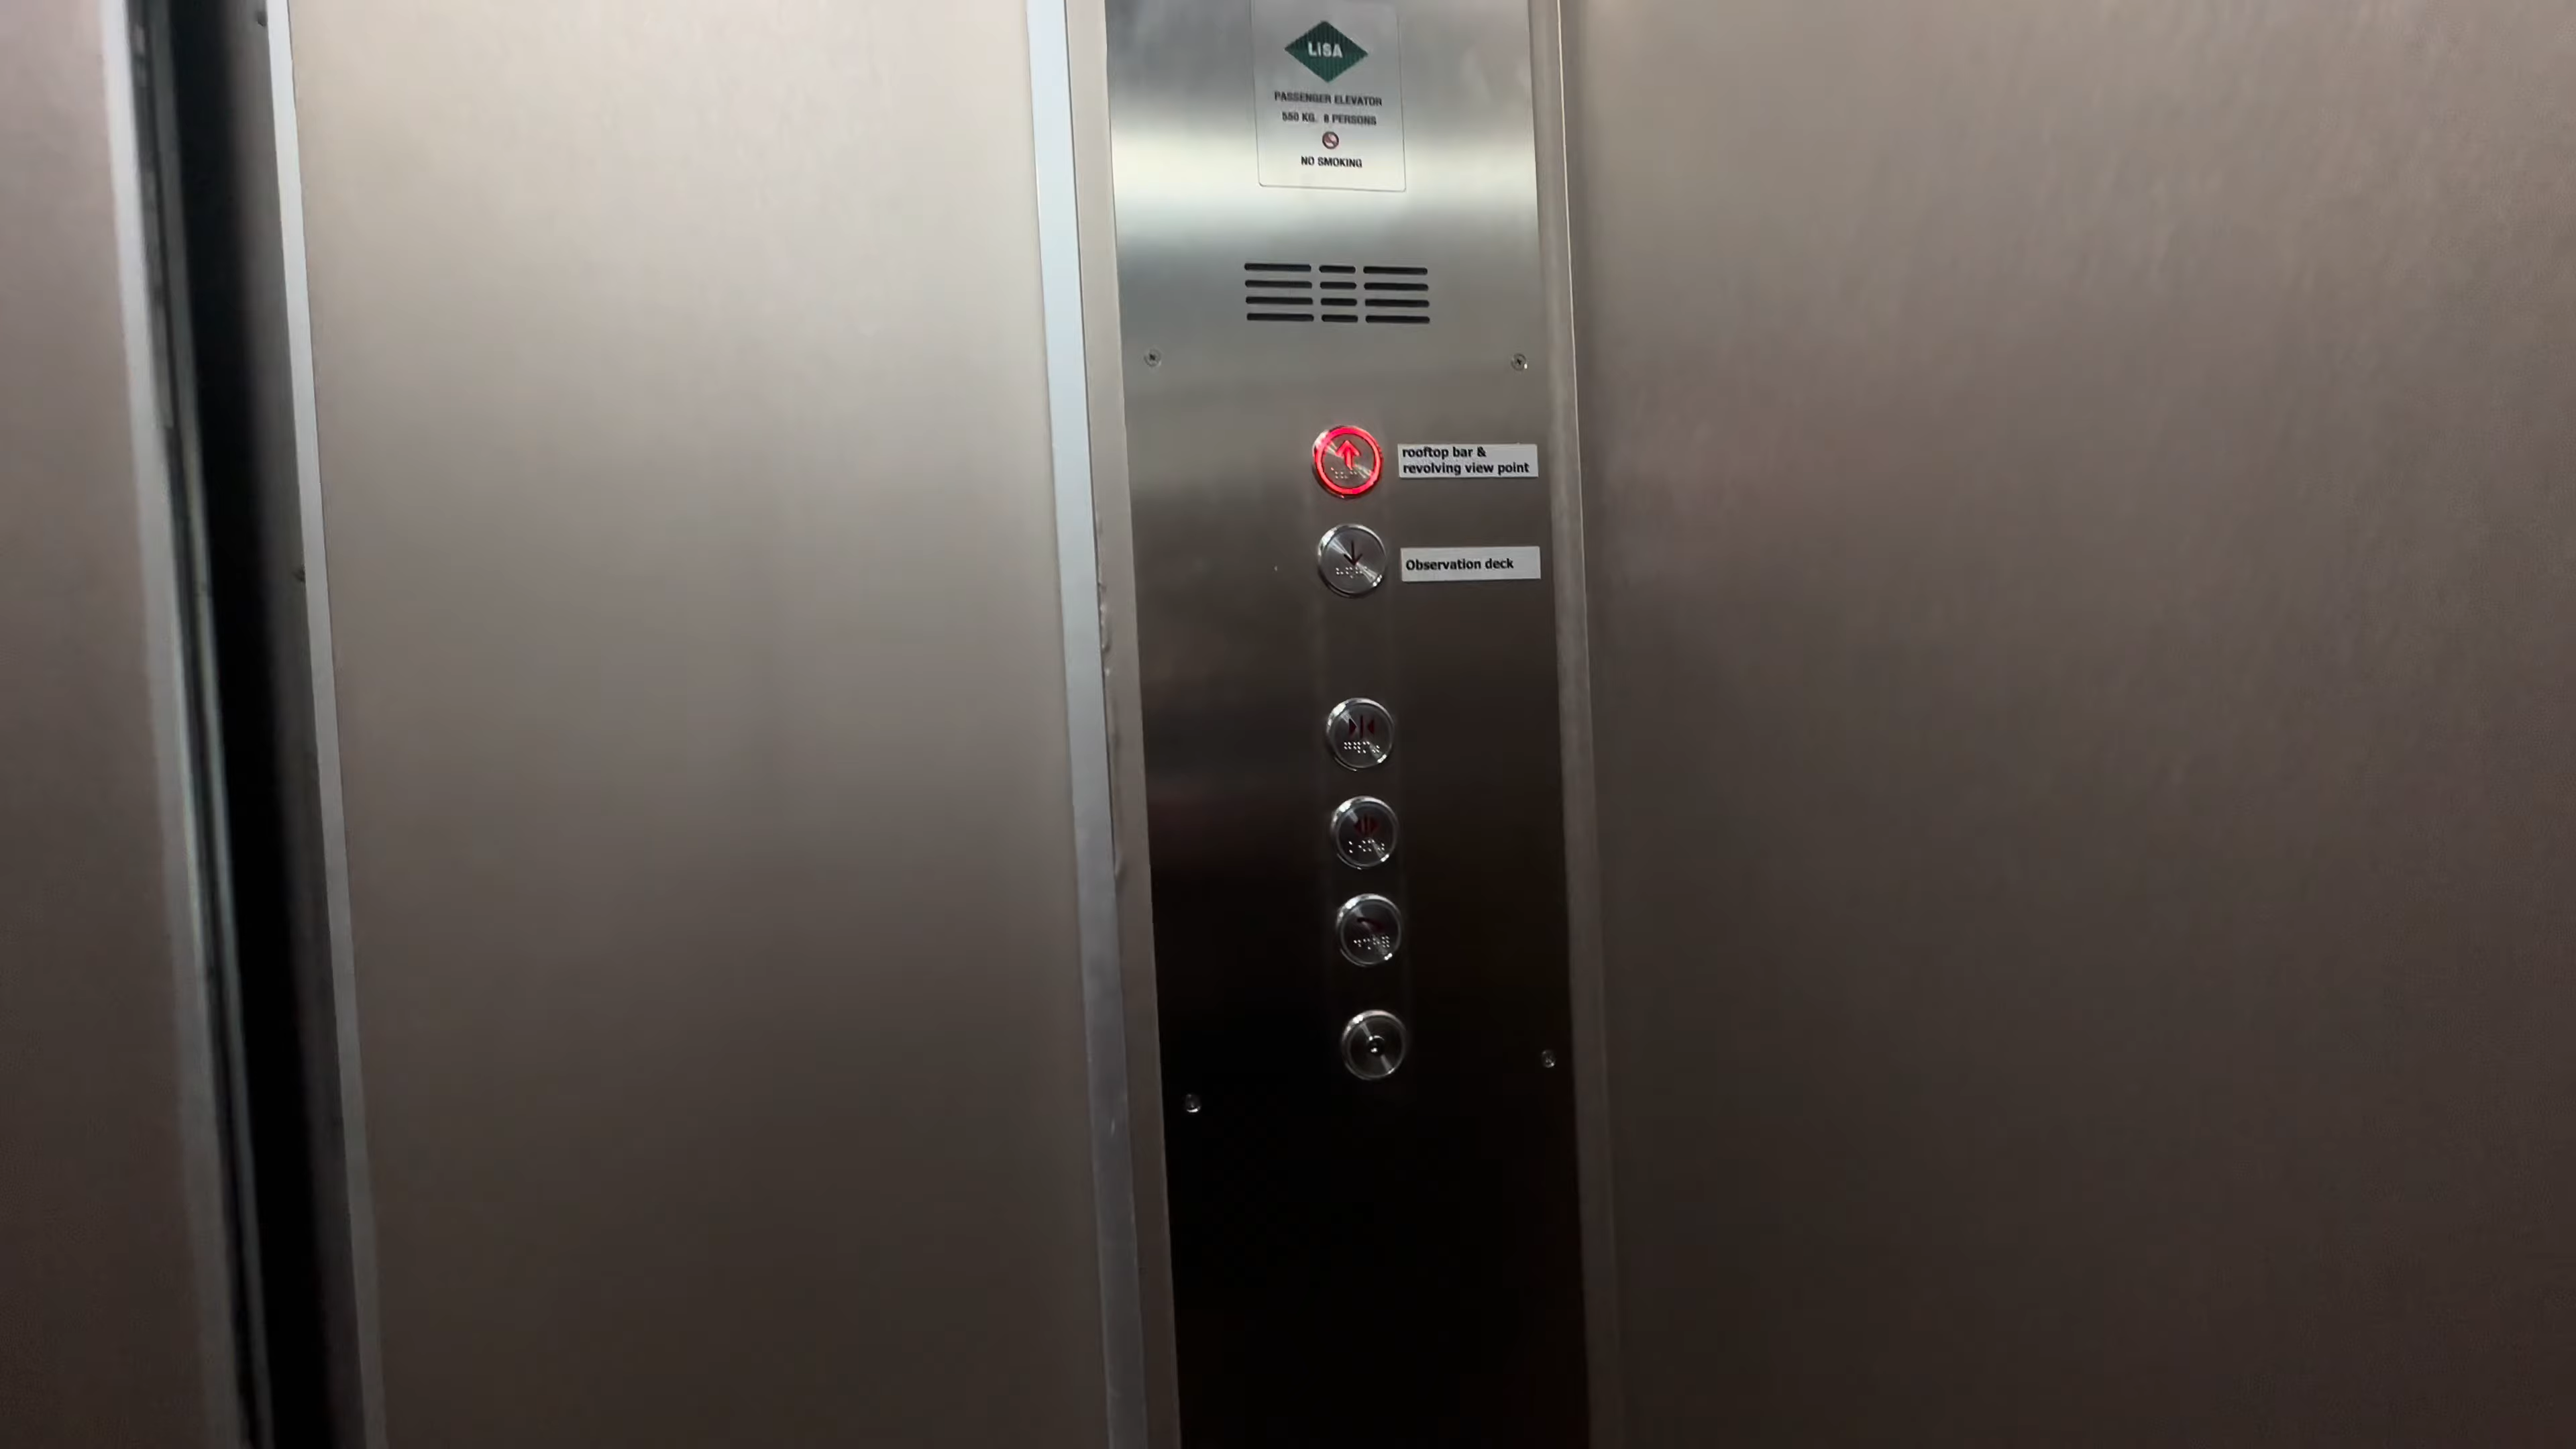 LiSA
PASSENGER ELEVATOR
550 KG. 8 PERSONS
NO SMOKING
rooftop bar &
revolving view point
Observation deck